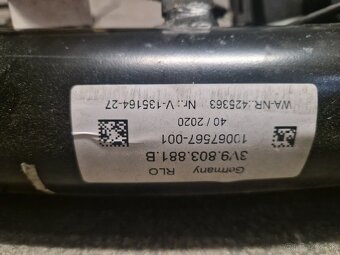 Germany RLO
3V9.803.881.B
10067567-001
40 / 2020
WA-NR.:425363 Nr.: V-135164-27